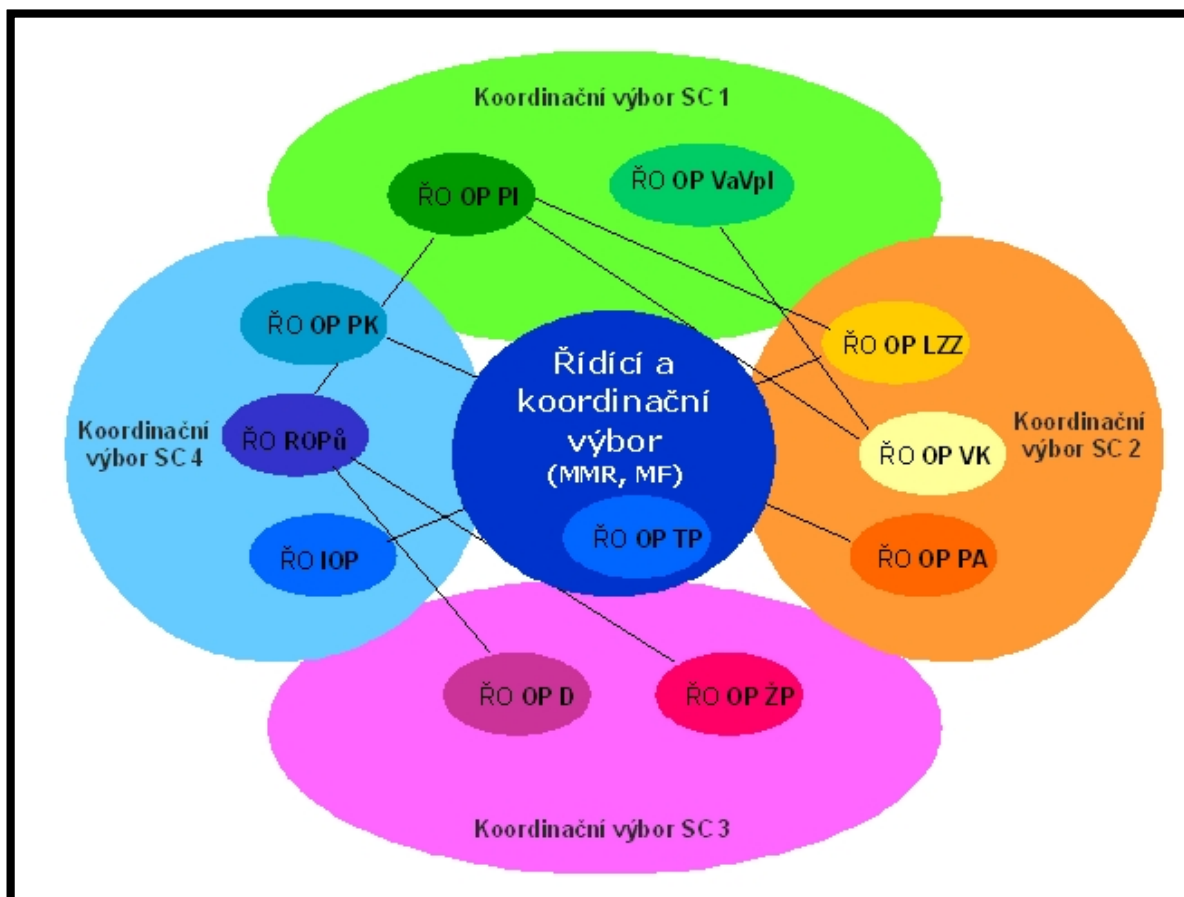 Koordinační výbor SC 1
ŘO OP PI
ŘO OP VaVpI
ŘO OP PK
ŘO OP LZZ
Řídící a
koordinační
výbor
(MMR, MF)
Koordinační
výbor SC 4
ŘO ROPů
ŘO OP VK
Koordinační
výbor SC 2
ŘO IOP
ŘO OP TP
ŘO OP PA
ŘO OP D
ŘO OP ŽP
Koordinační výbor SC 3